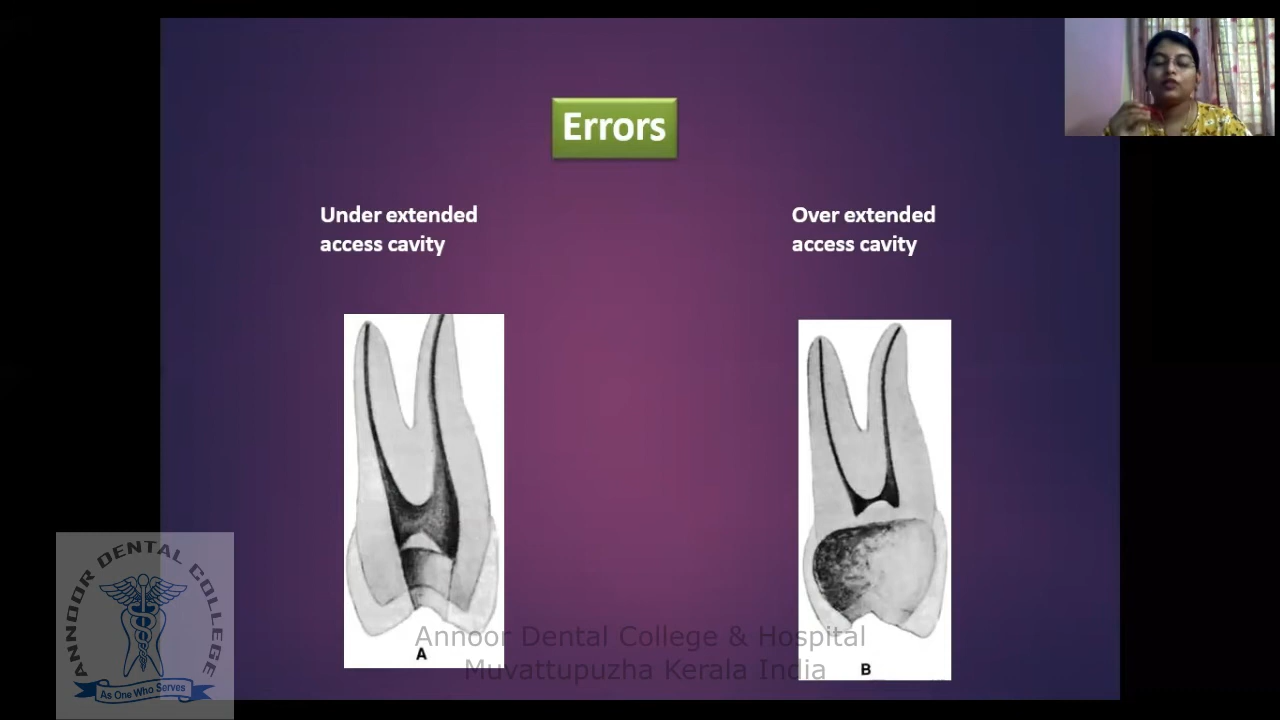 Errors
Under extended
access cavity
Over extended
access cavity
A
B
ANNOOR DENTAL COLLEGE
As One Who Serves
Annoor Dental College & Hospital
Muvattupuzha Kerala India